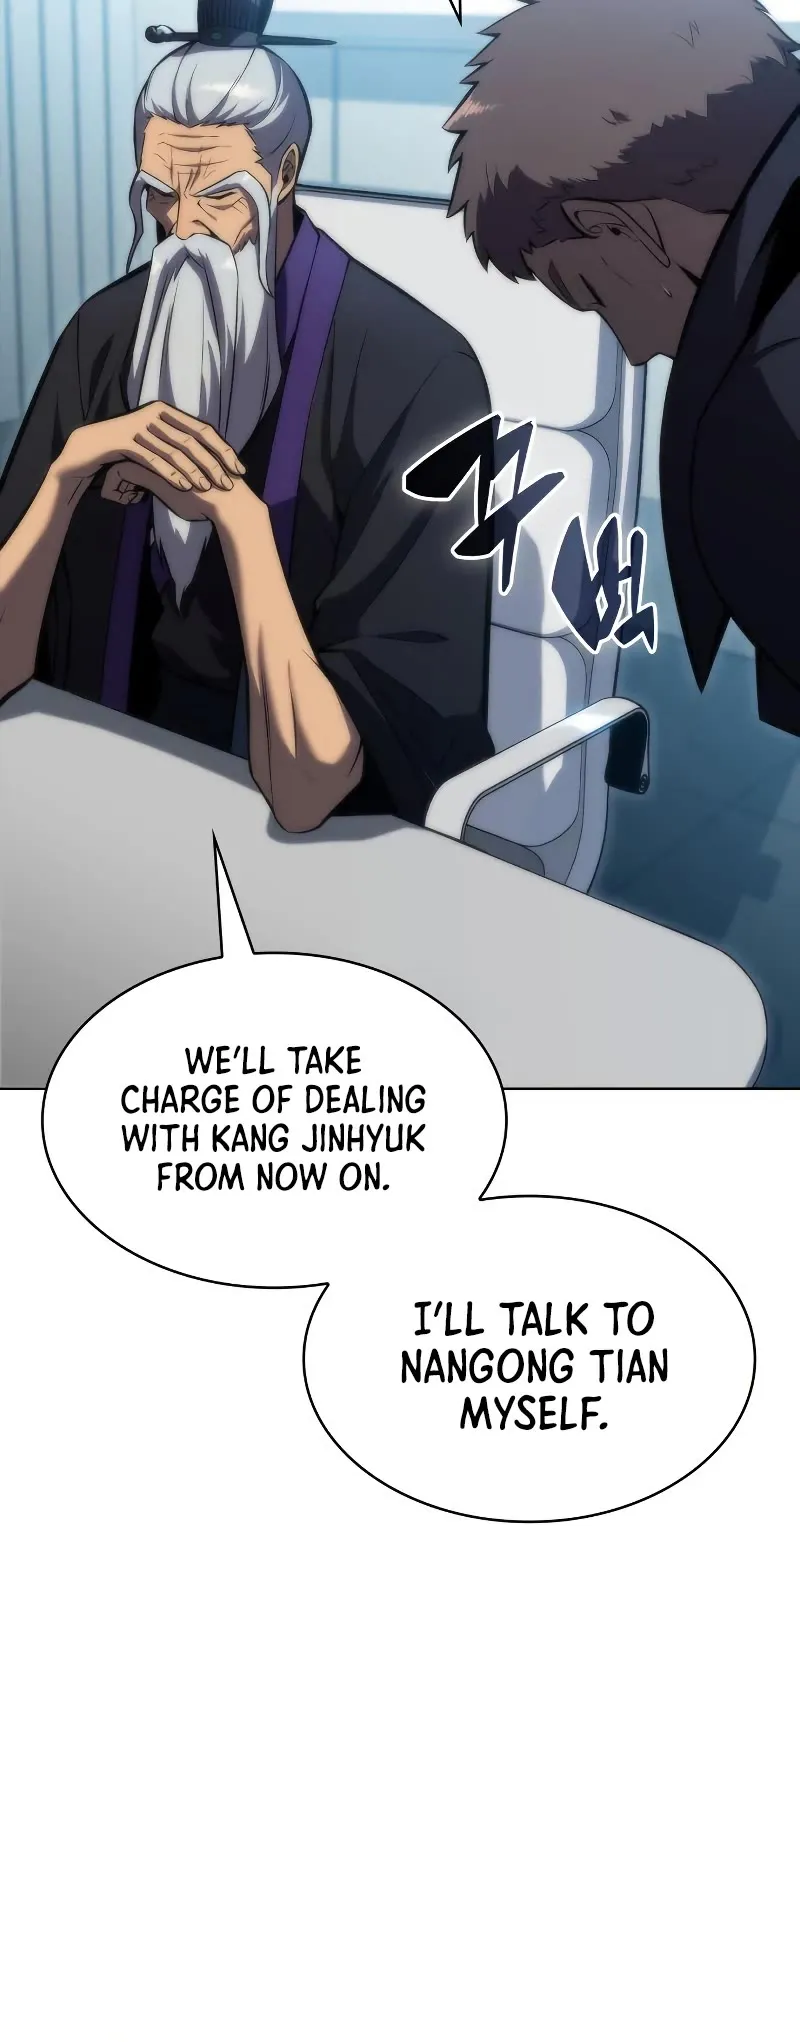 꾸벅
WE'LL TAKE
CHARGE OF DEALING
WITH KANG JINHYUK
FROM NOW ON.
I'LL TALK TO
NANGONG TIAN
MYSELF.